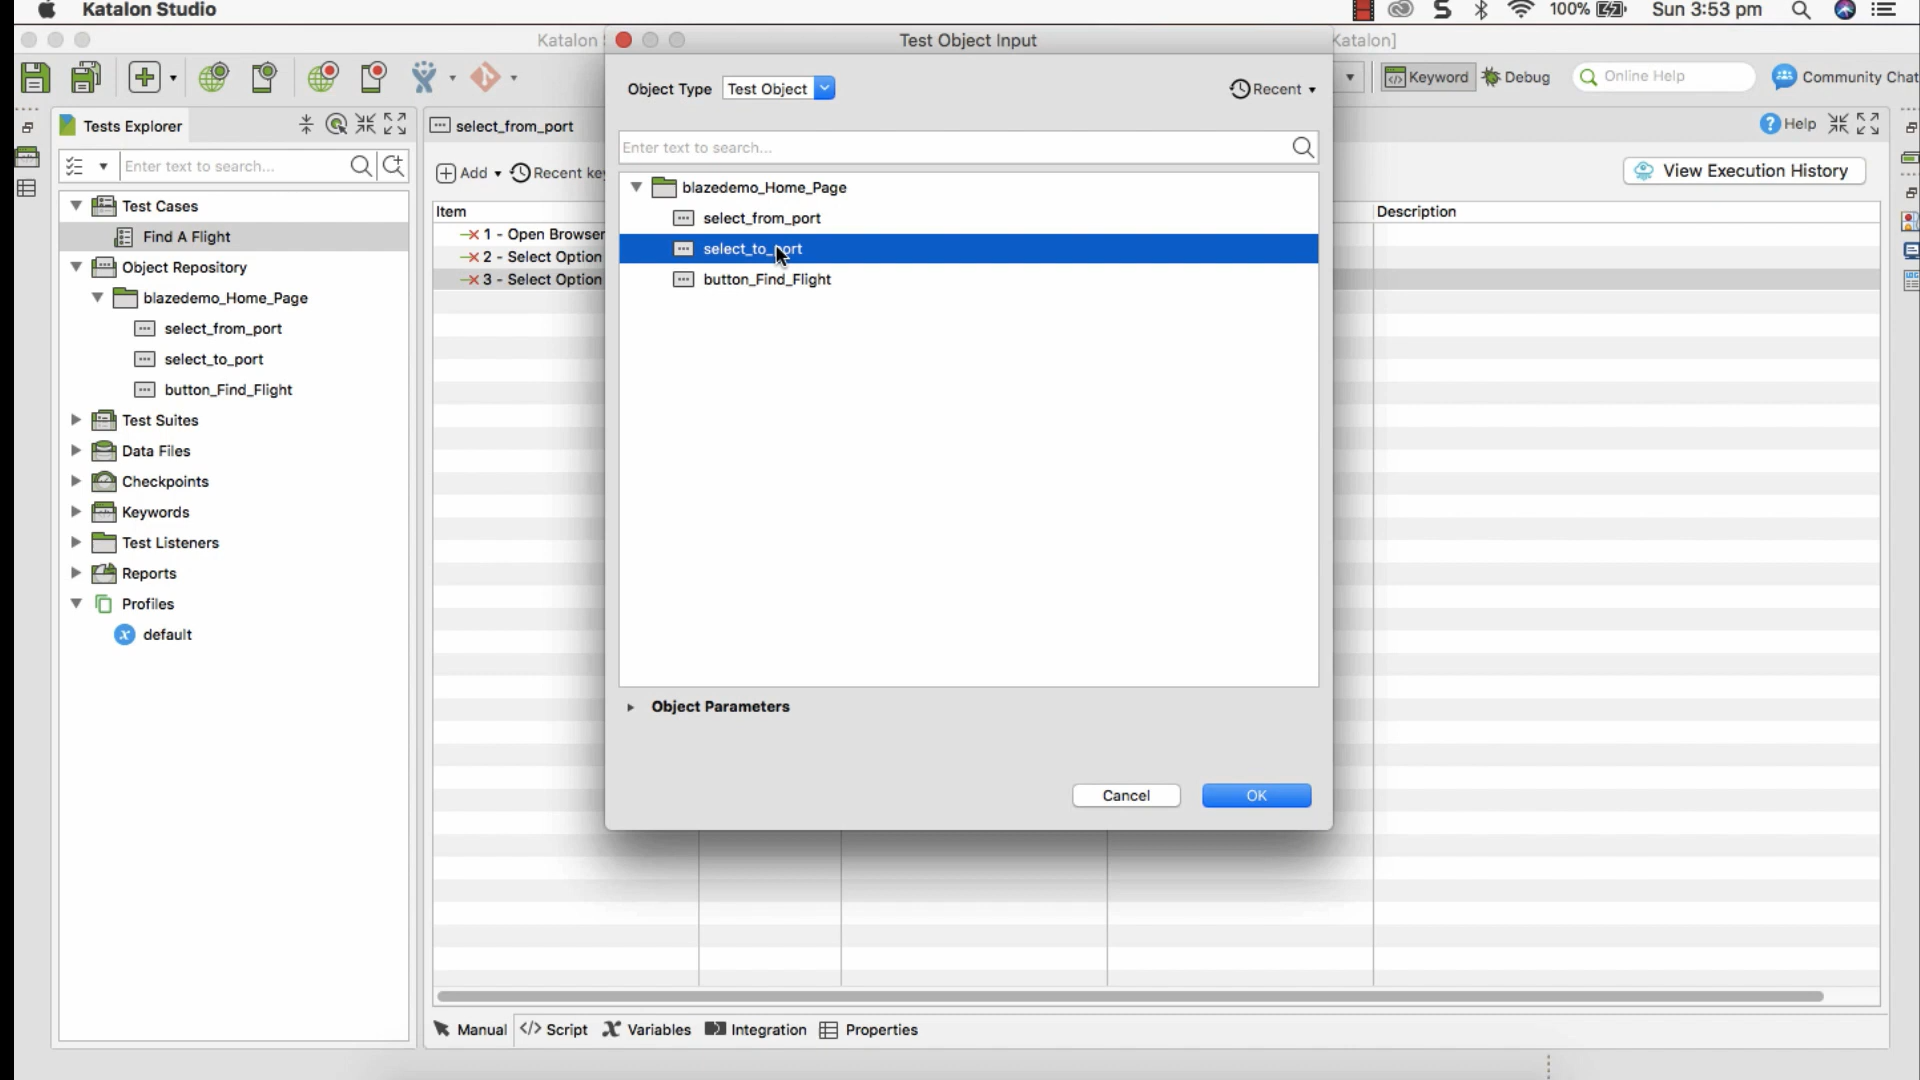 Katalon Studio
100%
Sun 3:53 pm
Katalon
Test Object Input
Katalon]
Object Type
Test Object
Recent
Keyword
Debug
Online Help
Community Chat
Tests Explorer
select_from_port
Help
Enter text to search...
Enter text to search...
Add
Recent key
View Execution History
Test Cases
Find A Flight
Object Repository
blazedemo_Home_Page
select_from_port
select_to_port
button_Find_Flight
Test Suites
Data Files
Checkpoints
Keywords
Test Listeners
Reports
Profiles
default
Item
Description
1 - Open Browser
2 - Select Option
3 - Select Option
blazedemo_Home_Page
select_from_port
select_to_port
button_Find_Flight
Object Parameters
Cancel
OK
Manual
Script
Variables
Integration
Properties